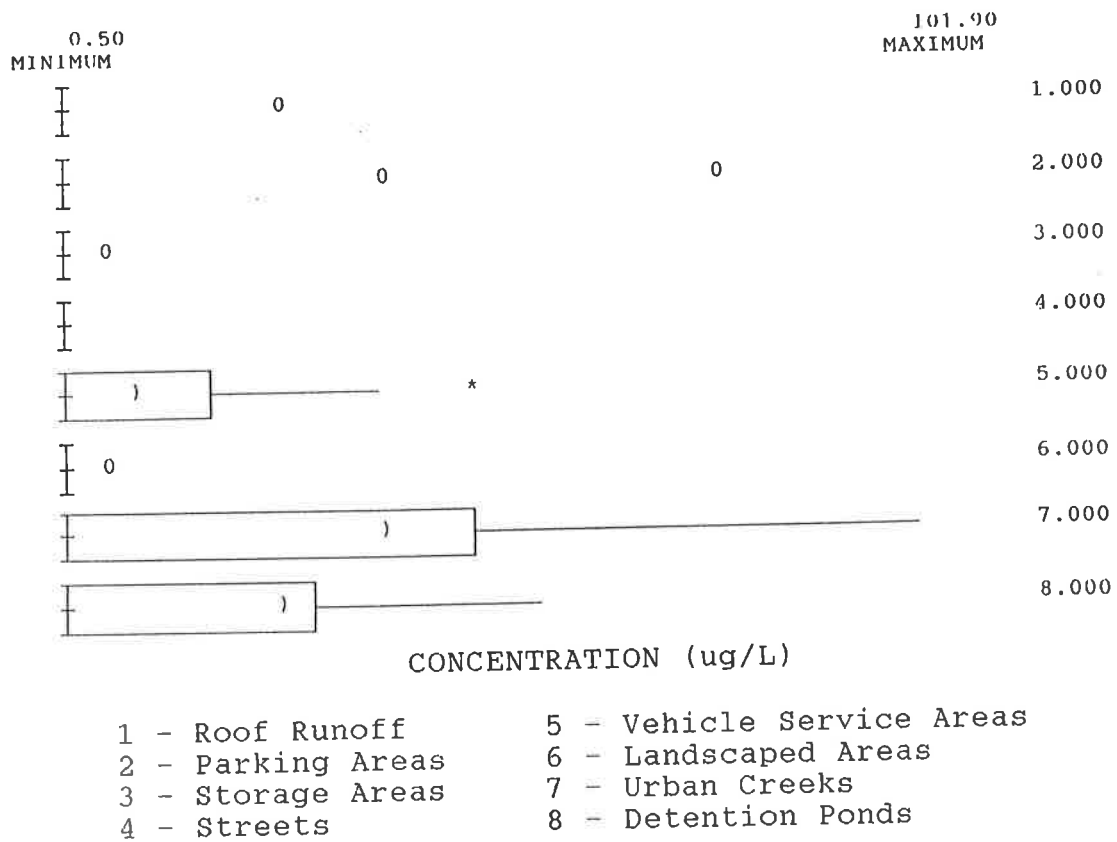 0.50
MINIMUM
101.90
MAXIMUM
1.000
2.000
3.000
4.000
5.000
6.000
7.000
8.000
CONCENTRATION (ug/L)
1 - Roof Runoff
2 - Parking Areas
3 - Storage Areas
4 - Streets
5 - Vehicle Service Areas
6 - Landscaped Areas
7 - Urban Creeks
8 - Detention Ponds